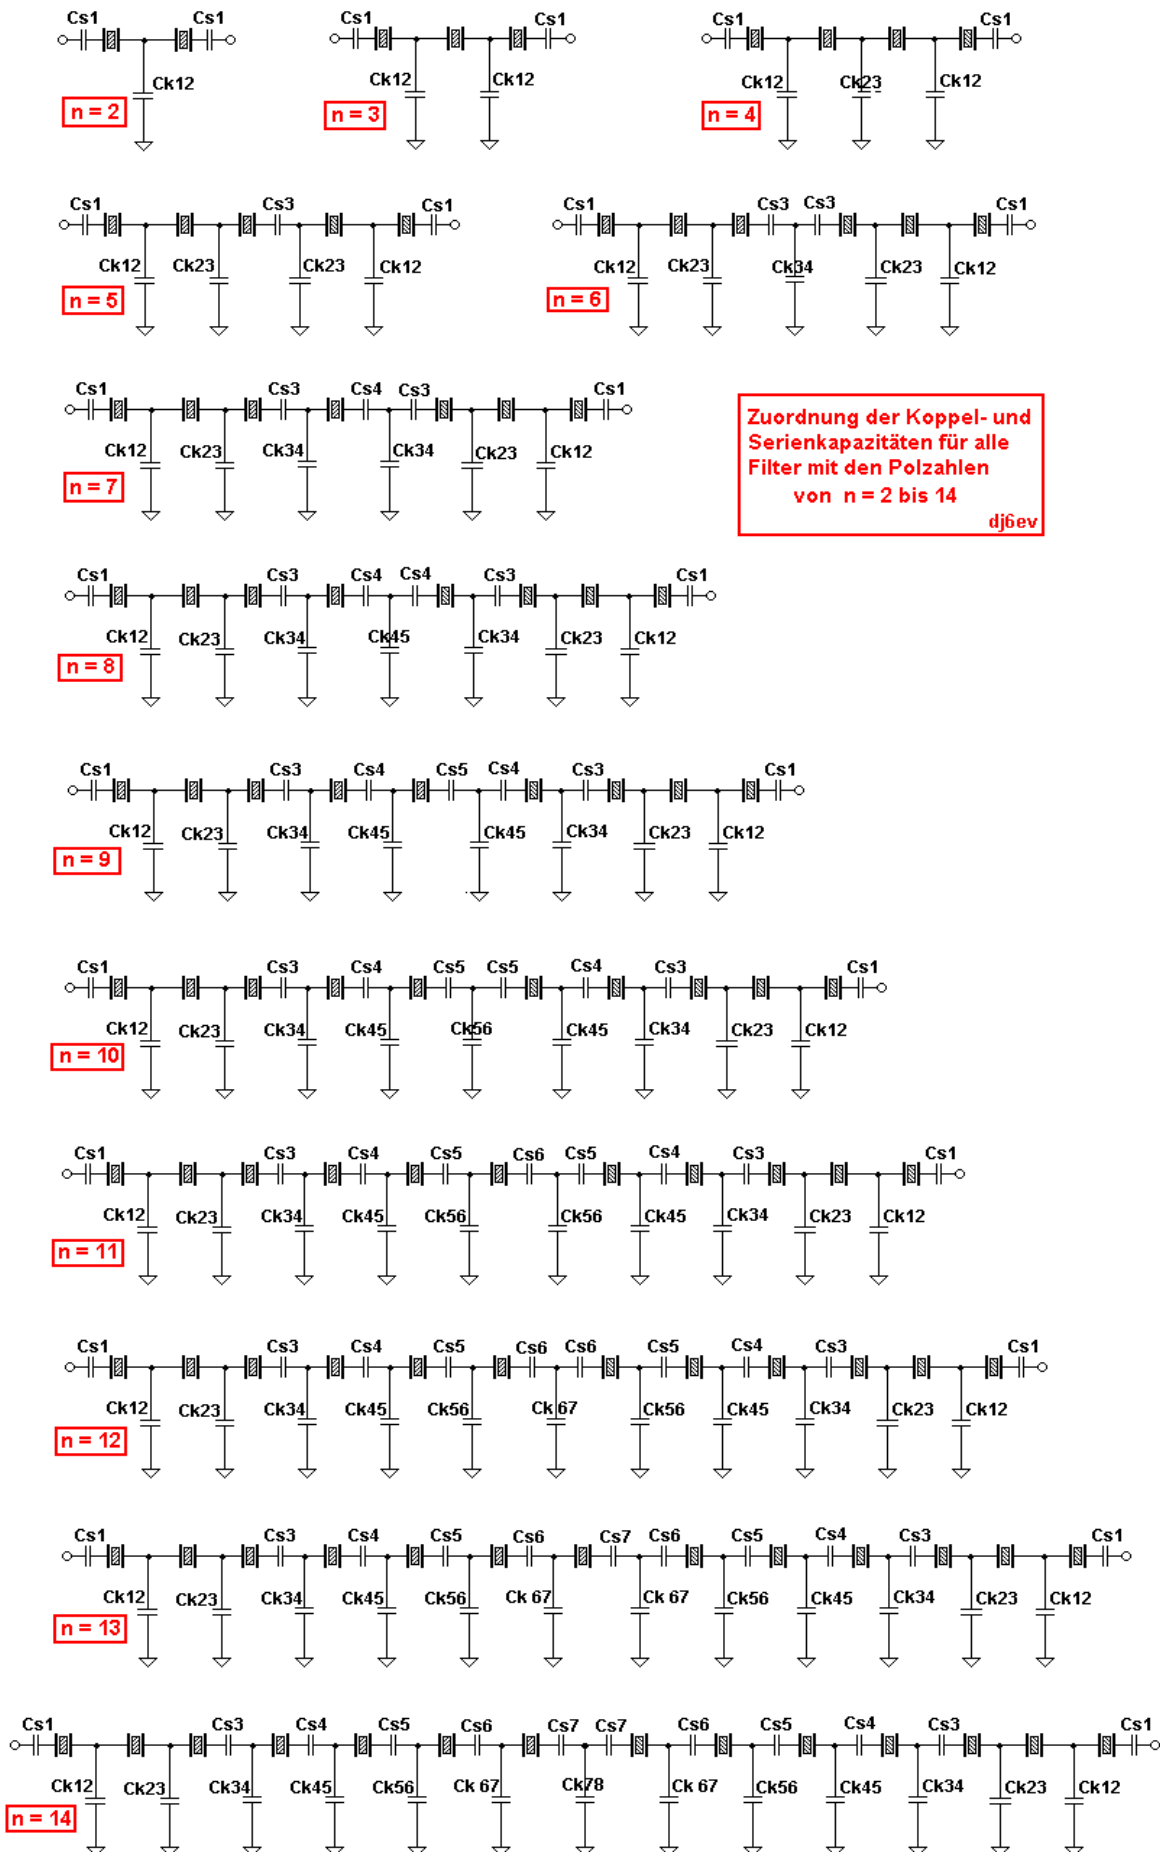 Cs1 Cs1 Cs1 Cs1 Cs1 Cs1
Ck12 Ck12 Ck12 Ck12 Ck23 Ck12
n = 2 n = 3 n = 4
Cs1 Cs3 Cs1 Cs1 Cs3 Cs3 Cs1
Ck12 Ck23 Ck23 Ck12 Ck12 Ck23 Ck34 Ck23 Ck12
n = 5 n = 6
Cs1 Cs3 Cs4 Cs3 Cs1
Ck12 Ck23 Ck34 Ck34 Ck23 Ck12
n = 7
Zuordnung der Koppel- und
Serienkapazitäten für alle
Filter mit den Polzahlen
von n = 2 bis 14
dj6ev
Cs1 Cs3 Cs4 Cs4 Cs3 Cs1
Ck12 Ck23 Ck34 Ck45 Ck34 Ck23 Ck12
n = 8
Cs1 Cs3 Cs4 Cs5 Cs4 Cs3 Cs1
Ck12 Ck23 Ck34 Ck45 Ck45 Ck34 Ck23 Ck12
n = 9
Cs1 Cs3 Cs4 Cs5 Cs5 Cs4 Cs3 Cs1
Ck12 Ck23 Ck34 Ck45 Ck56 Ck45 Ck34 Ck23 Ck12
n = 10
Cs1 Cs3 Cs4 Cs5 Cs6 Cs5 Cs4 Cs3 Cs1
Ck12 Ck23 Ck34 Ck45 Ck56 Ck56 Ck45 Ck34 Ck23 Ck12
n = 11
Cs1 Cs3 Cs4 Cs5 Cs6 Cs6 Cs5 Cs4 Cs3 Cs1
Ck12 Ck23 Ck34 Ck45 Ck56 Ck 67 Ck56 Ck45 Ck34 Ck23 Ck12
n = 12
Cs1 Cs3 Cs4 Cs5 Cs6 Cs7 Cs6 Cs5 Cs4 Cs3 Cs1
Ck12 Ck23 Ck34 Ck45 Ck56 Ck 67 Ck 67 Ck56 Ck45 Ck34 Ck23 Ck12
n = 13
Cs1 Cs3 Cs4 Cs5 Cs6 Cs7 Cs7 Cs6 Cs5 Cs4 Cs3 Cs1
Ck12 Ck23 Ck34 Ck45 Ck56 Ck 67 Ck78 Ck 67 Ck56 Ck45 Ck34 Ck23 Ck12
n = 14